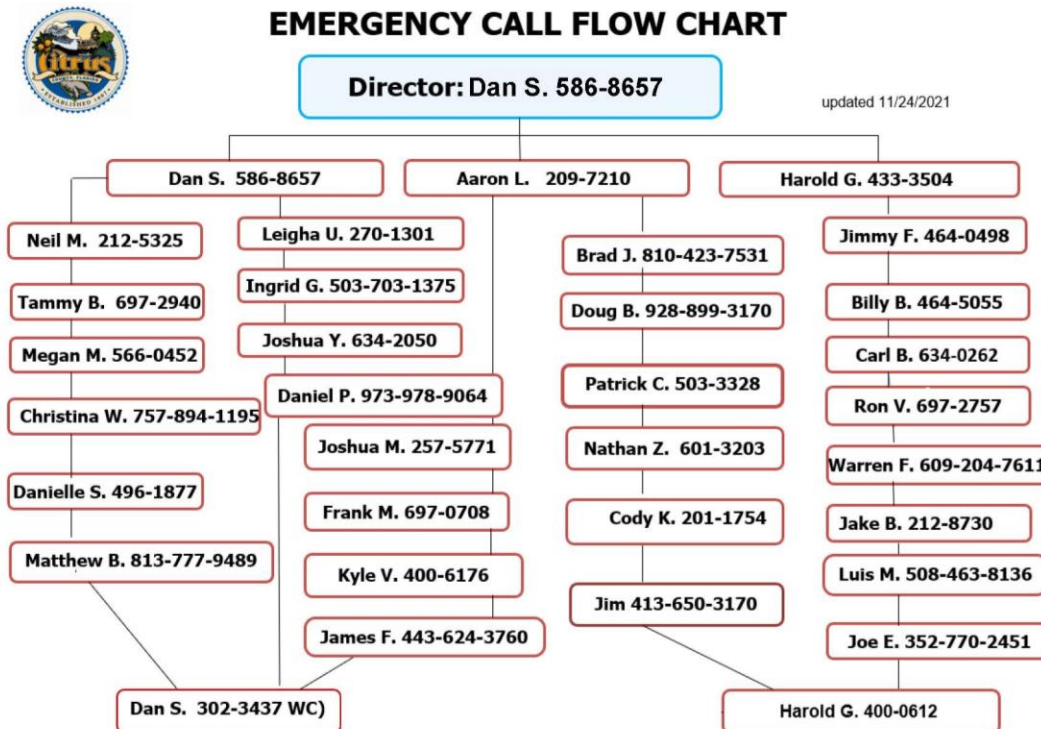 EMERGENCY CALL FLOW CHART
Citrus
COUNTY, FLORIDA
ESTABLISHED 1887
Director: Dan S. 586-8657
updated 11/24/2021
Dan S. 586-8657
Aaron L. 209-7210
Harold G. 433-3504
Neil M. 212-5325
Tammy B. 697-2940
Megan M. 566-0452
Christina W. 757-894-1195
Danielle S. 496-1877
Matthew B. 813-777-9489
Leigha U. 270-1301
Ingrid G. 503-703-1375
Joshua Y. 634-2050
Daniel P. 973-978-9064
Joshua M. 257-5771
Frank M. 697-0708
Kyle V. 400-6176
James F. 443-624-3760
Dan S. 302-3437 WC)
Brad J. 810-423-7531
Doug B. 928-899-3170
Patrick C. 503-3328
Nathan Z. 601-3203
Cody K. 201-1754
Jim 413-650-3170
Jimmy F. 464-0498
Billy B. 464-5055
Carl B. 634-0262
Ron V. 697-2757
Warren F. 609-204-7611
Jake B. 212-8730
Luis M. 508-463-8136
Joe E. 352-770-2451
Harold G. 400-0612